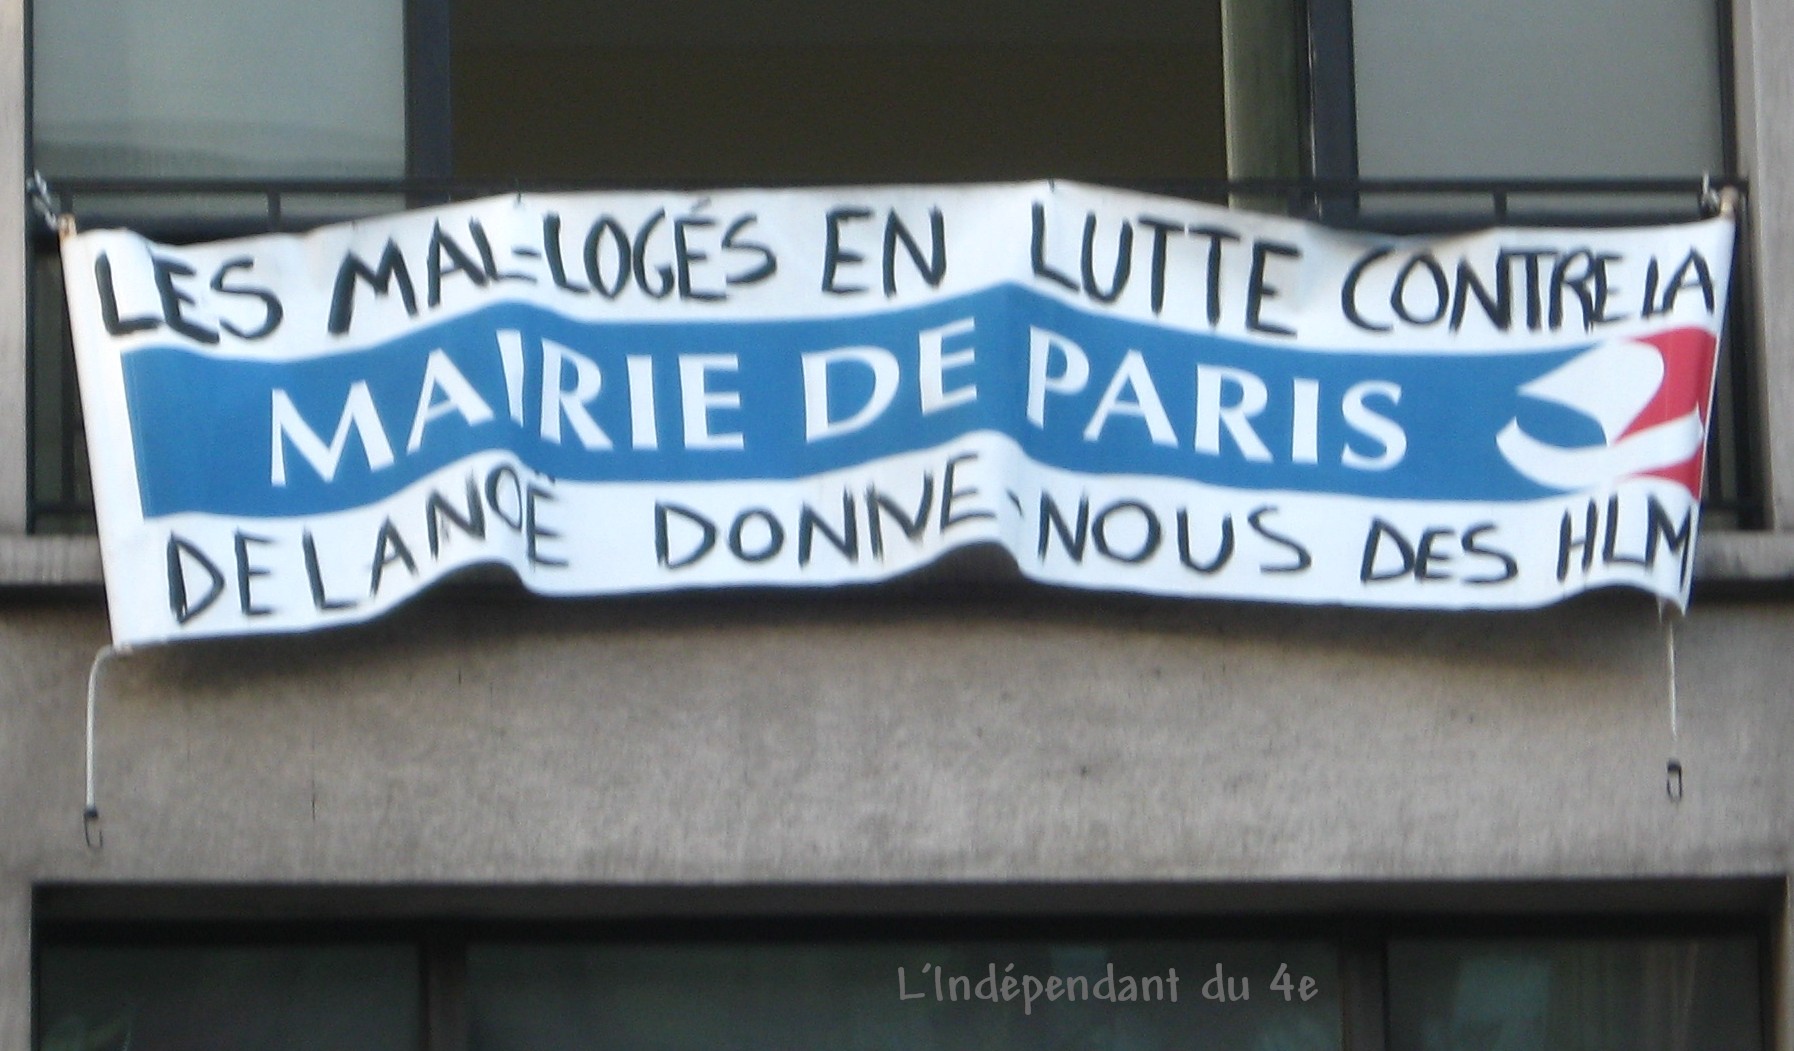 LES MAL-LOGÉS EN LUTTE CONTRE LA
MAIRIE DE PARIS
DELANOË DONNE-NOUS DES HLM
L'Indépendant du 4e